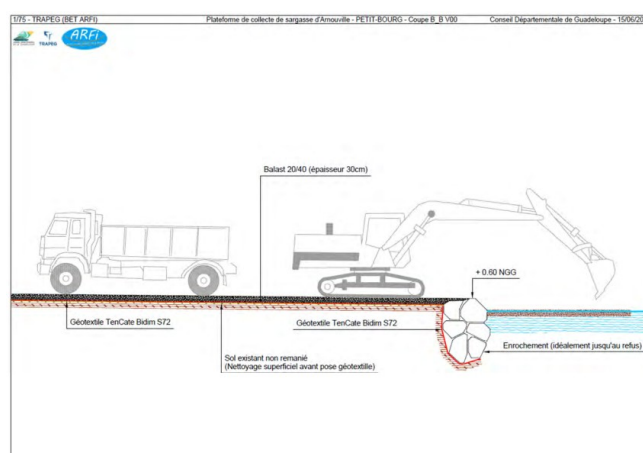 1/75 - TRAPEG (BET ARFI)
Plateforme de collecte de sargasse d'Arnouville - PETIT-BOURG - Coupe B_B V00
Conseil Départementale de Guadeloupe - 15/06/20
TRAPEG
ARFi
Balast 20/40 (épaisseur 30cm)
+ 0.60 NGG
Géotextile TenCate Bidim S72
Géotextile TenCate Bidim S72
Enrochement (idéalement jusqu'au refus)
Sol existant non remanié
(Nettoyage superficiel avant pose géotextille)